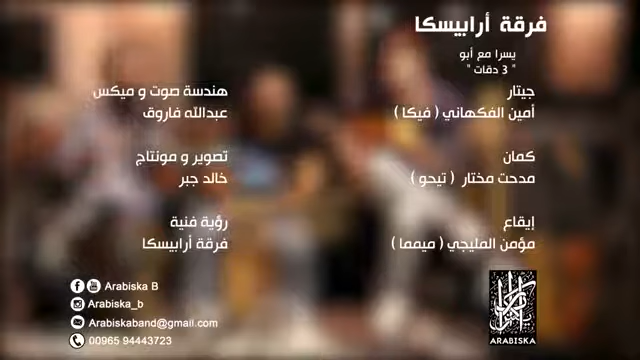 فرقة أرابيسكا
يسرا مع أبو
" 3 دقات "
جيتار
أمين الفكهاني ( فيكا )
كمان
مدحت مختار ( تيحو )
إيقاع
مؤمن المليجي ( ميمما )
هندسة صوت و ميكس
عبدالله فاروق
تصوير و مونتاج
خالد جبر
رؤية فنية
فرقة أرابيسكا
Arabiska B
Arabiska_b
Arabiskaband@gmail.com
00965 94443723
ARABISKA